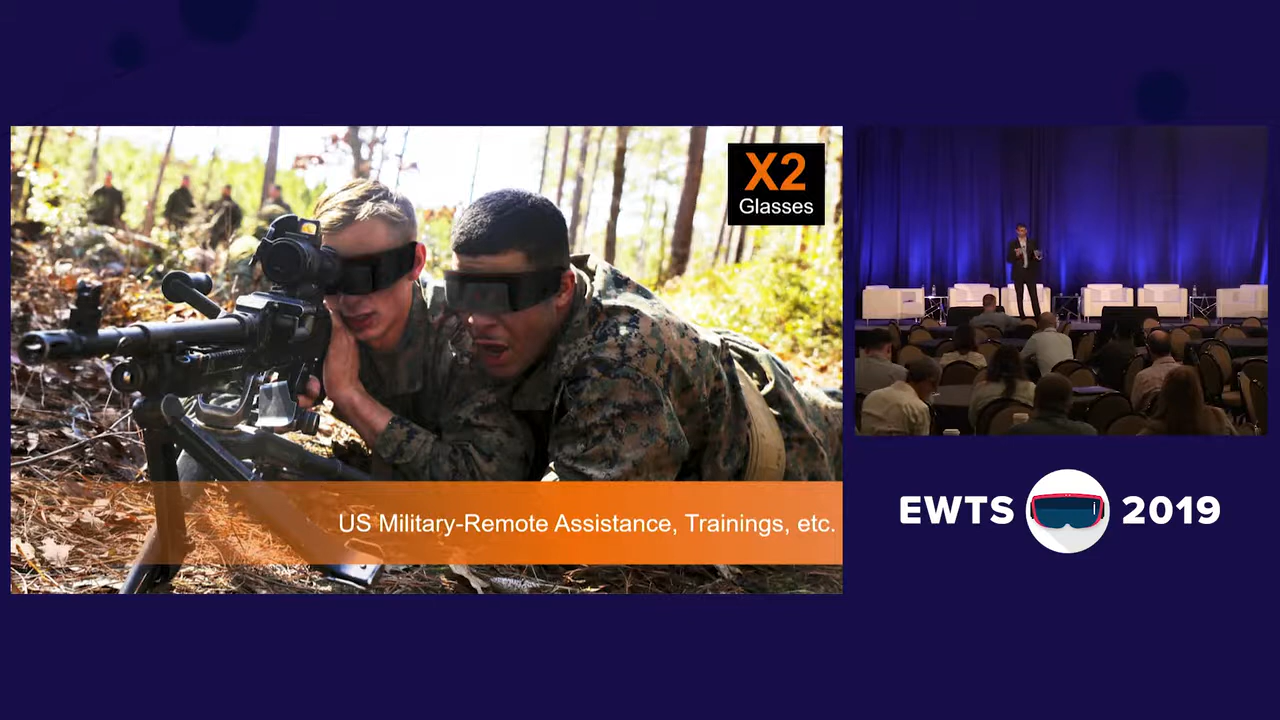 X2
Glasses
US Military-Remote Assistance, Trainings, etc.
EWTS 2019